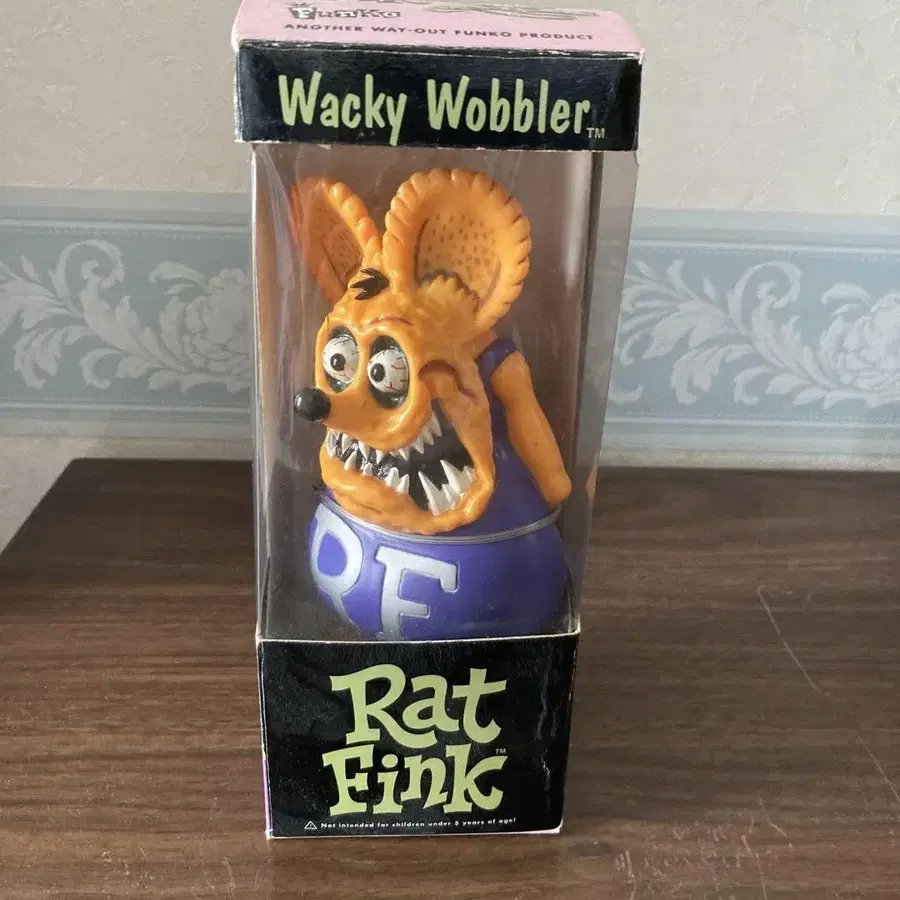 Funko
ANOTHER WAY-OUT FUNKO PRODUCT
Wacky Wobbler™
RF
Rat
Fink™
⚠ Not intended for children under 5 years of age!